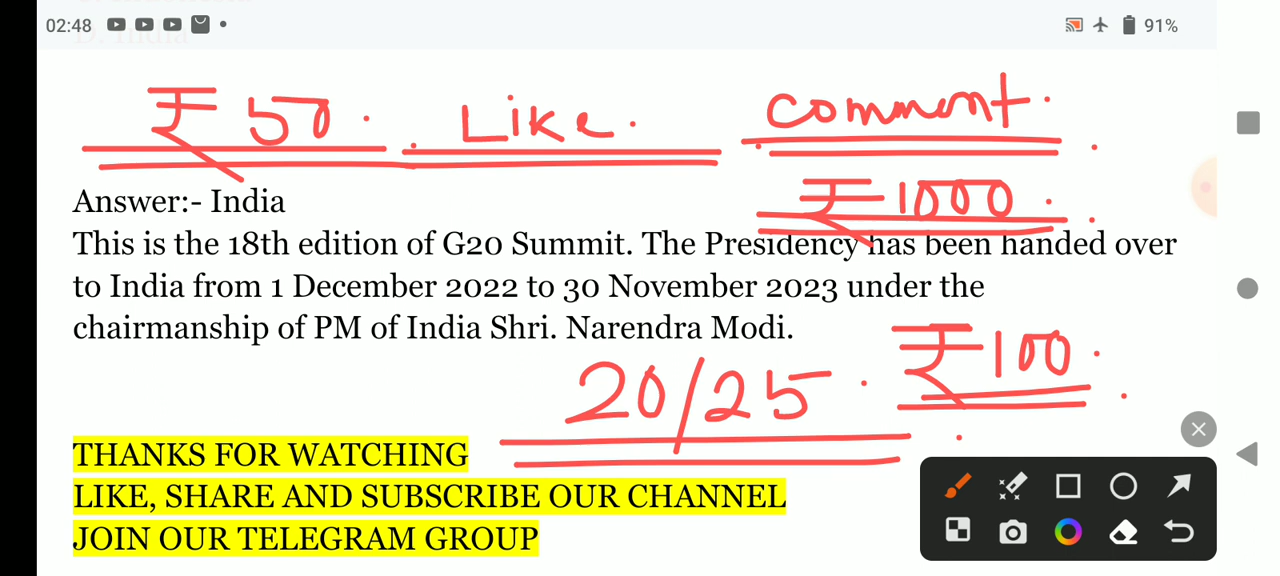 02:48 91%
D. India
₹ 50. Like. Comment.
₹ 1000.
Answer:- India
This is the 18th edition of G20 Summit. The Presidency has been handed over
to India from 1 December 2022 to 30 November 2023 under the
chairmanship of PM of India Shri. Narendra Modi.
20/25. ₹ 100.
THANKS FOR WATCHING
LIKE, SHARE AND SUBSCRIBE OUR CHANNEL
JOIN OUR TELEGRAM GROUP